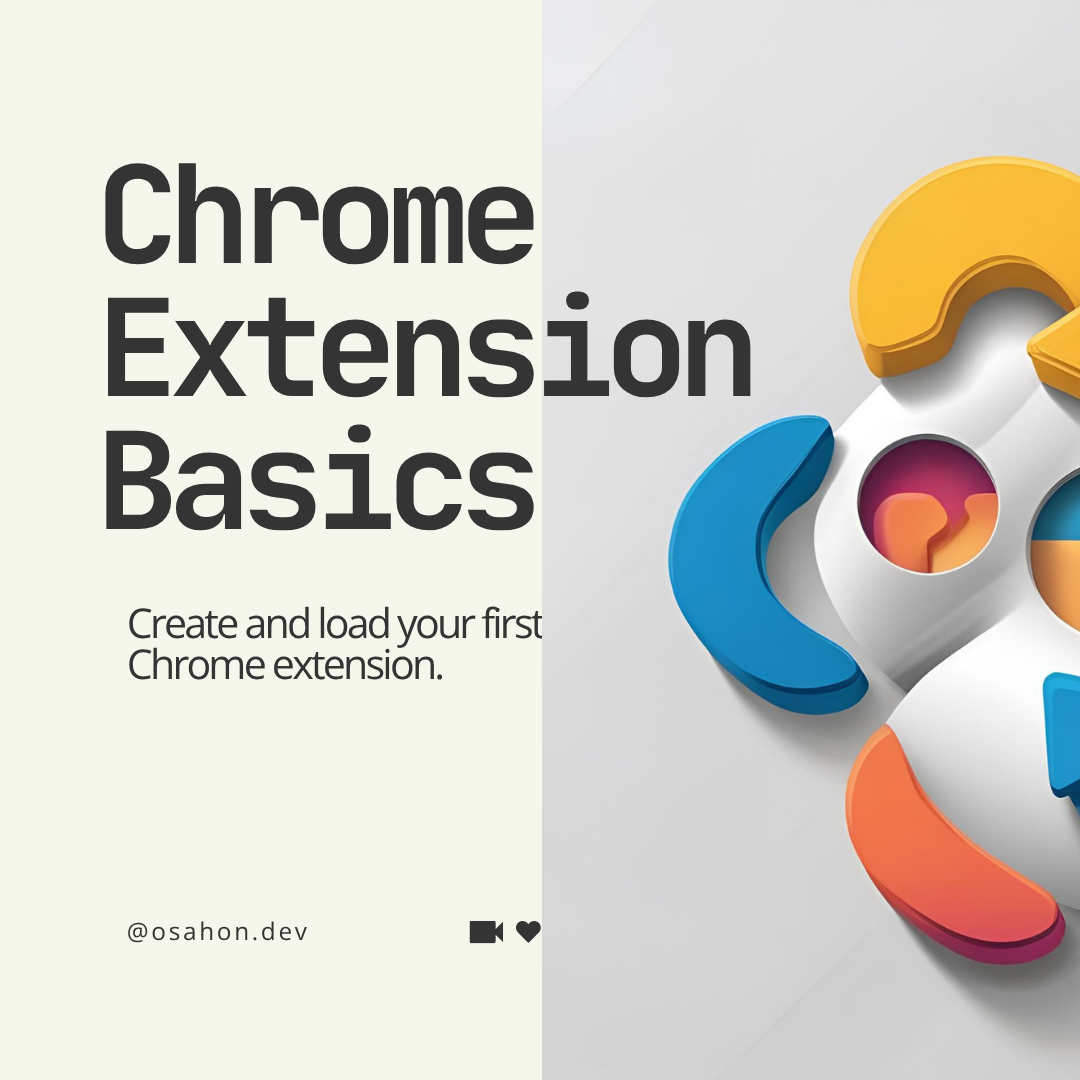 Chrome
Extension
Basics
Create and load your first
Chrome extension.
@osahon.dev